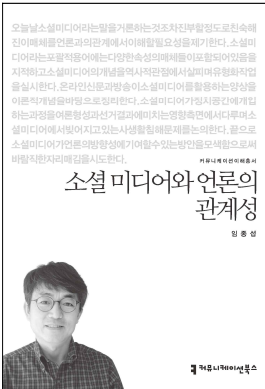 오늘날소셜미디어라는말을거론하는것조차진부할정도로친숙해
진이매체를언론과의관계에서이해할필요성을제기한다.소셜미
디어라는포괄적용어에는다양한속성의매체들이포함되어있음을
지적하고소셜미디어의개념을역사적관점에서살피며유형화작업
을실시한다.온라인신문과방송이소셜미디어를활용하는양상을
이론적개념을바탕으로정리한다.소셜미디어가정치공간에개입
하는과정을여론형성과선거결과에미치는영향측면에서다루며소
셜미디어에서빚어지고있는사생활침해문제를논의한다.끝으로
소셜미디어가언론의방향성에기여할수있는방안을모색함으로써
바람직한자리매김을시도한다.
커뮤니케이션이해총서
소셜 미디어와 언론의
관계성
임종섭
커뮤니케이션북스